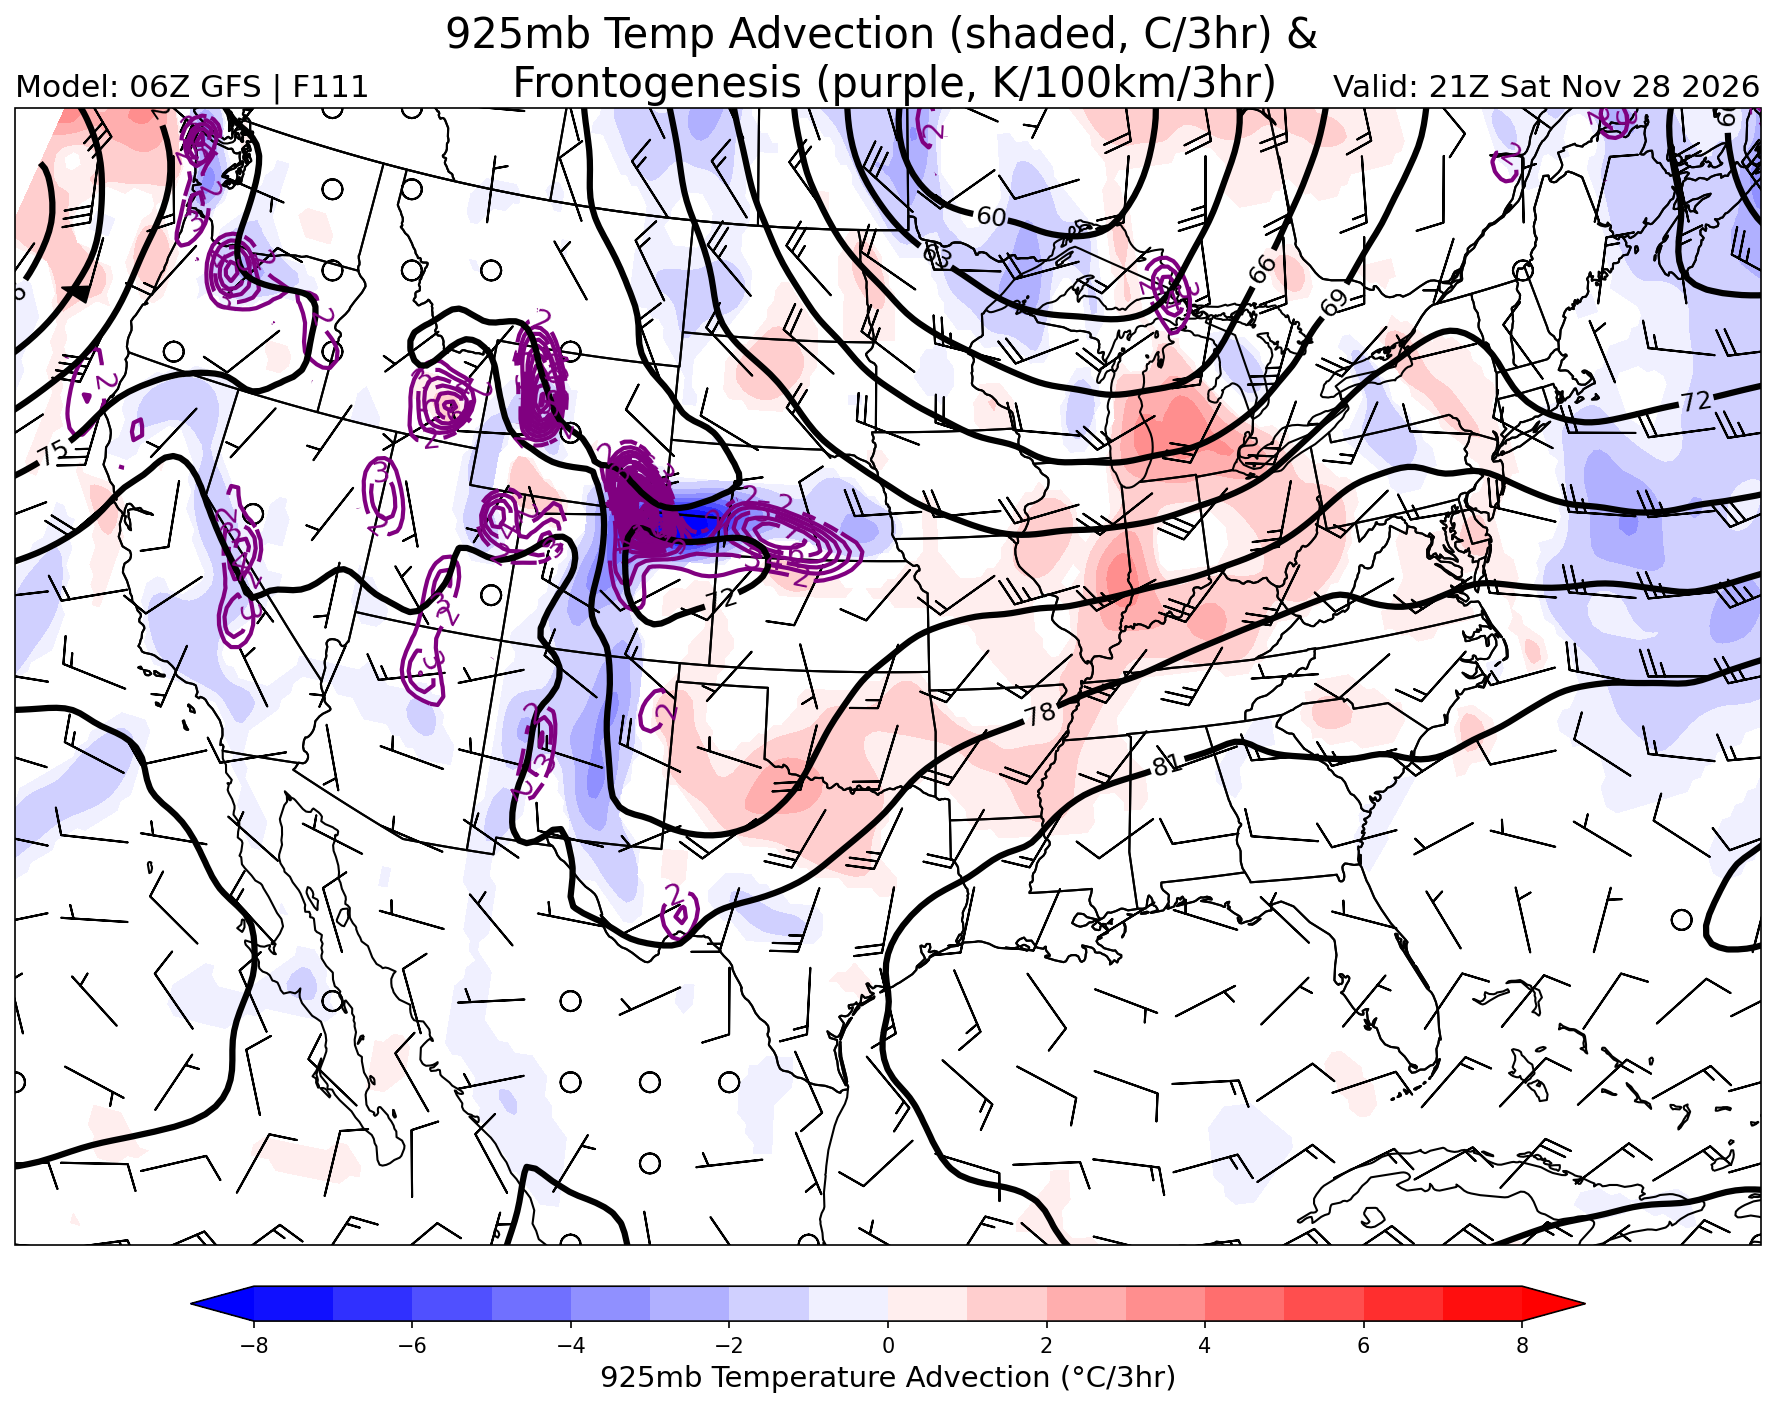 925mb Temp Advection (shaded, C/3hr) &
Frontogenesis (purple, K/100km/3hr)
Model: 06Z GFS | F111
Valid: 21Z Sat Nov 28 2026
60
63
66
69
72
75
72
78
81
−8 −6 −4 −2 0 2 4 6 8
925mb Temperature Advection (°C/3hr)